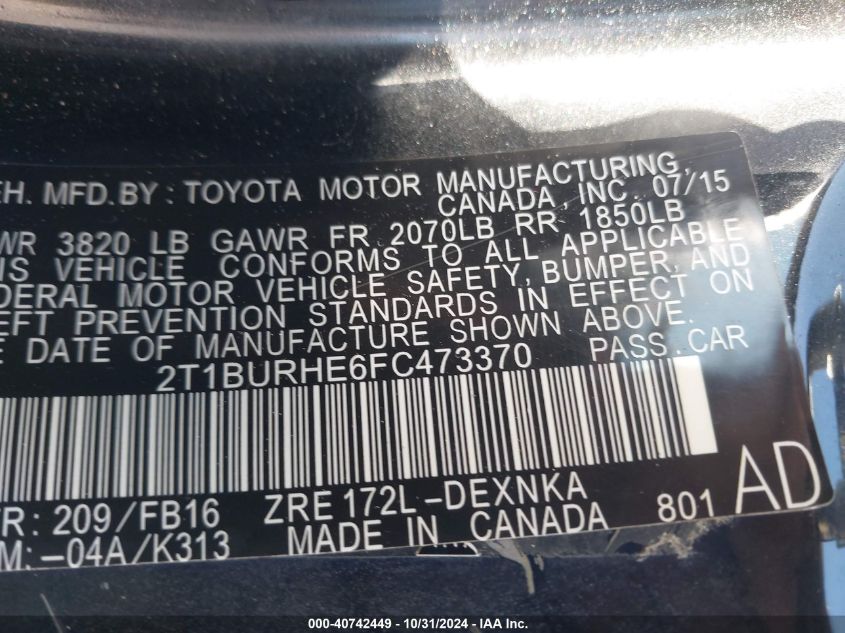 EH. MFD.BY : TOYOTA MOTOR MANUFACTURING,
CANADA, INC. 07/15
WR 3820 LB GAWR FR 2070LB RR 1850LB
IS VEHICLE CONFORMS TO ALL APPLICABLE
DERAL MOTOR VEHICLE SAFETY, BUMPER, AND
EFT PREVENTION STANDARDS IN EFFECT ON
E DATE OF MANUFACTURE SHOWN ABOVE.
2T1BURHE6FC473370 PASS.CAR
TR: 209/FB16 ZRE172L-DEXNKA 801 AD
M:-04A/K313 MADE IN CANADA
000-40742449 - 10/31/2024 - IAA Inc.